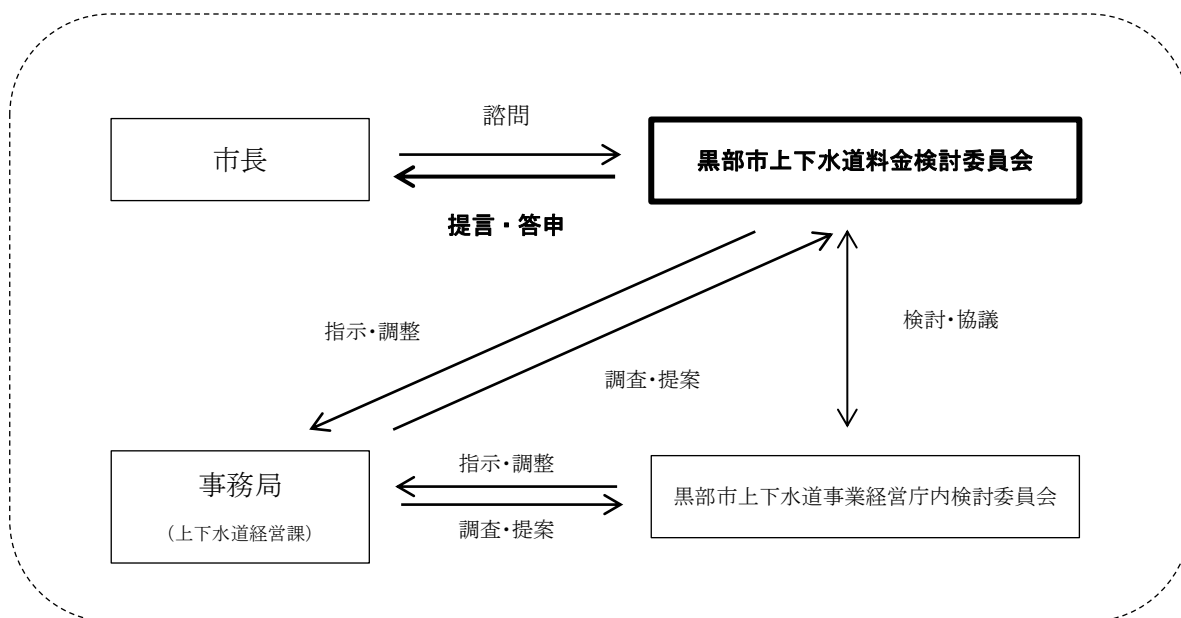 諮問
市長
黒部市上下水道料金検討委員会
提言・答申
指示・調整
検討・協議
調査・提案
指示・調整
事務局
黒部市上下水道事業経営庁内検討委員会
(上下水道経営課)
調査・提案